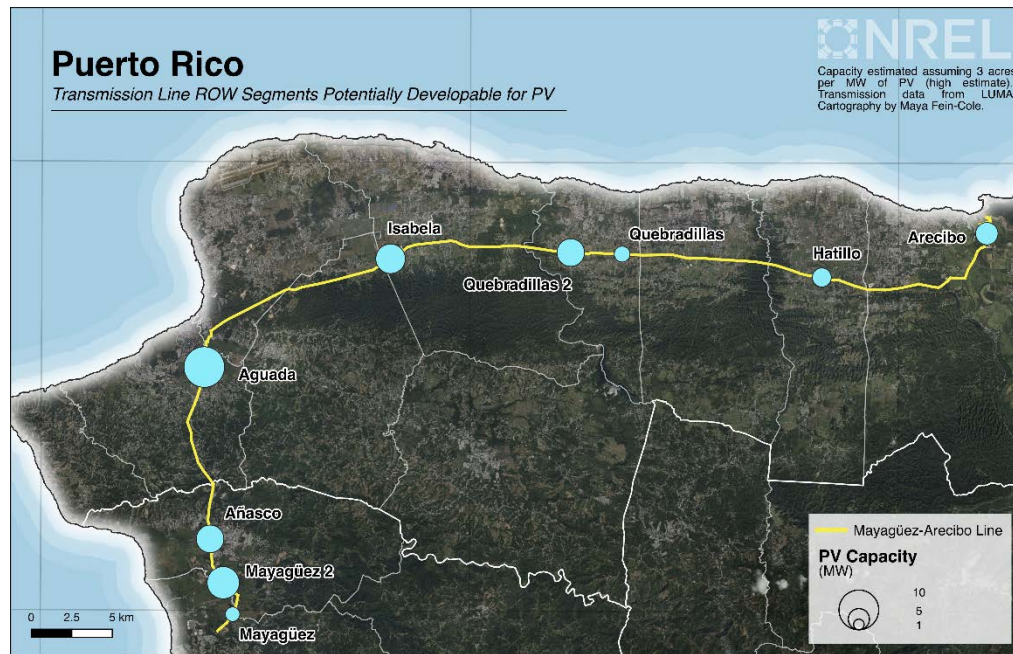 Puerto Rico
Transmission Line ROW Segments Potentially Developable for PV
NREL
Capacity estimated assuming 3 acres
per MW of PV (high estimate).
Transmission data from LUMA
Cartography by Maya Fein-Cole.
Isabela
Quebradillas
Arecibo
Hatillo
Quebradillas 2
Aguada
Añasco
Mayagüez 2
Mayagüez
0 2.5 5 km
Mayagüez-Arecibo Line
PV Capacity
(MW)
10
5
1